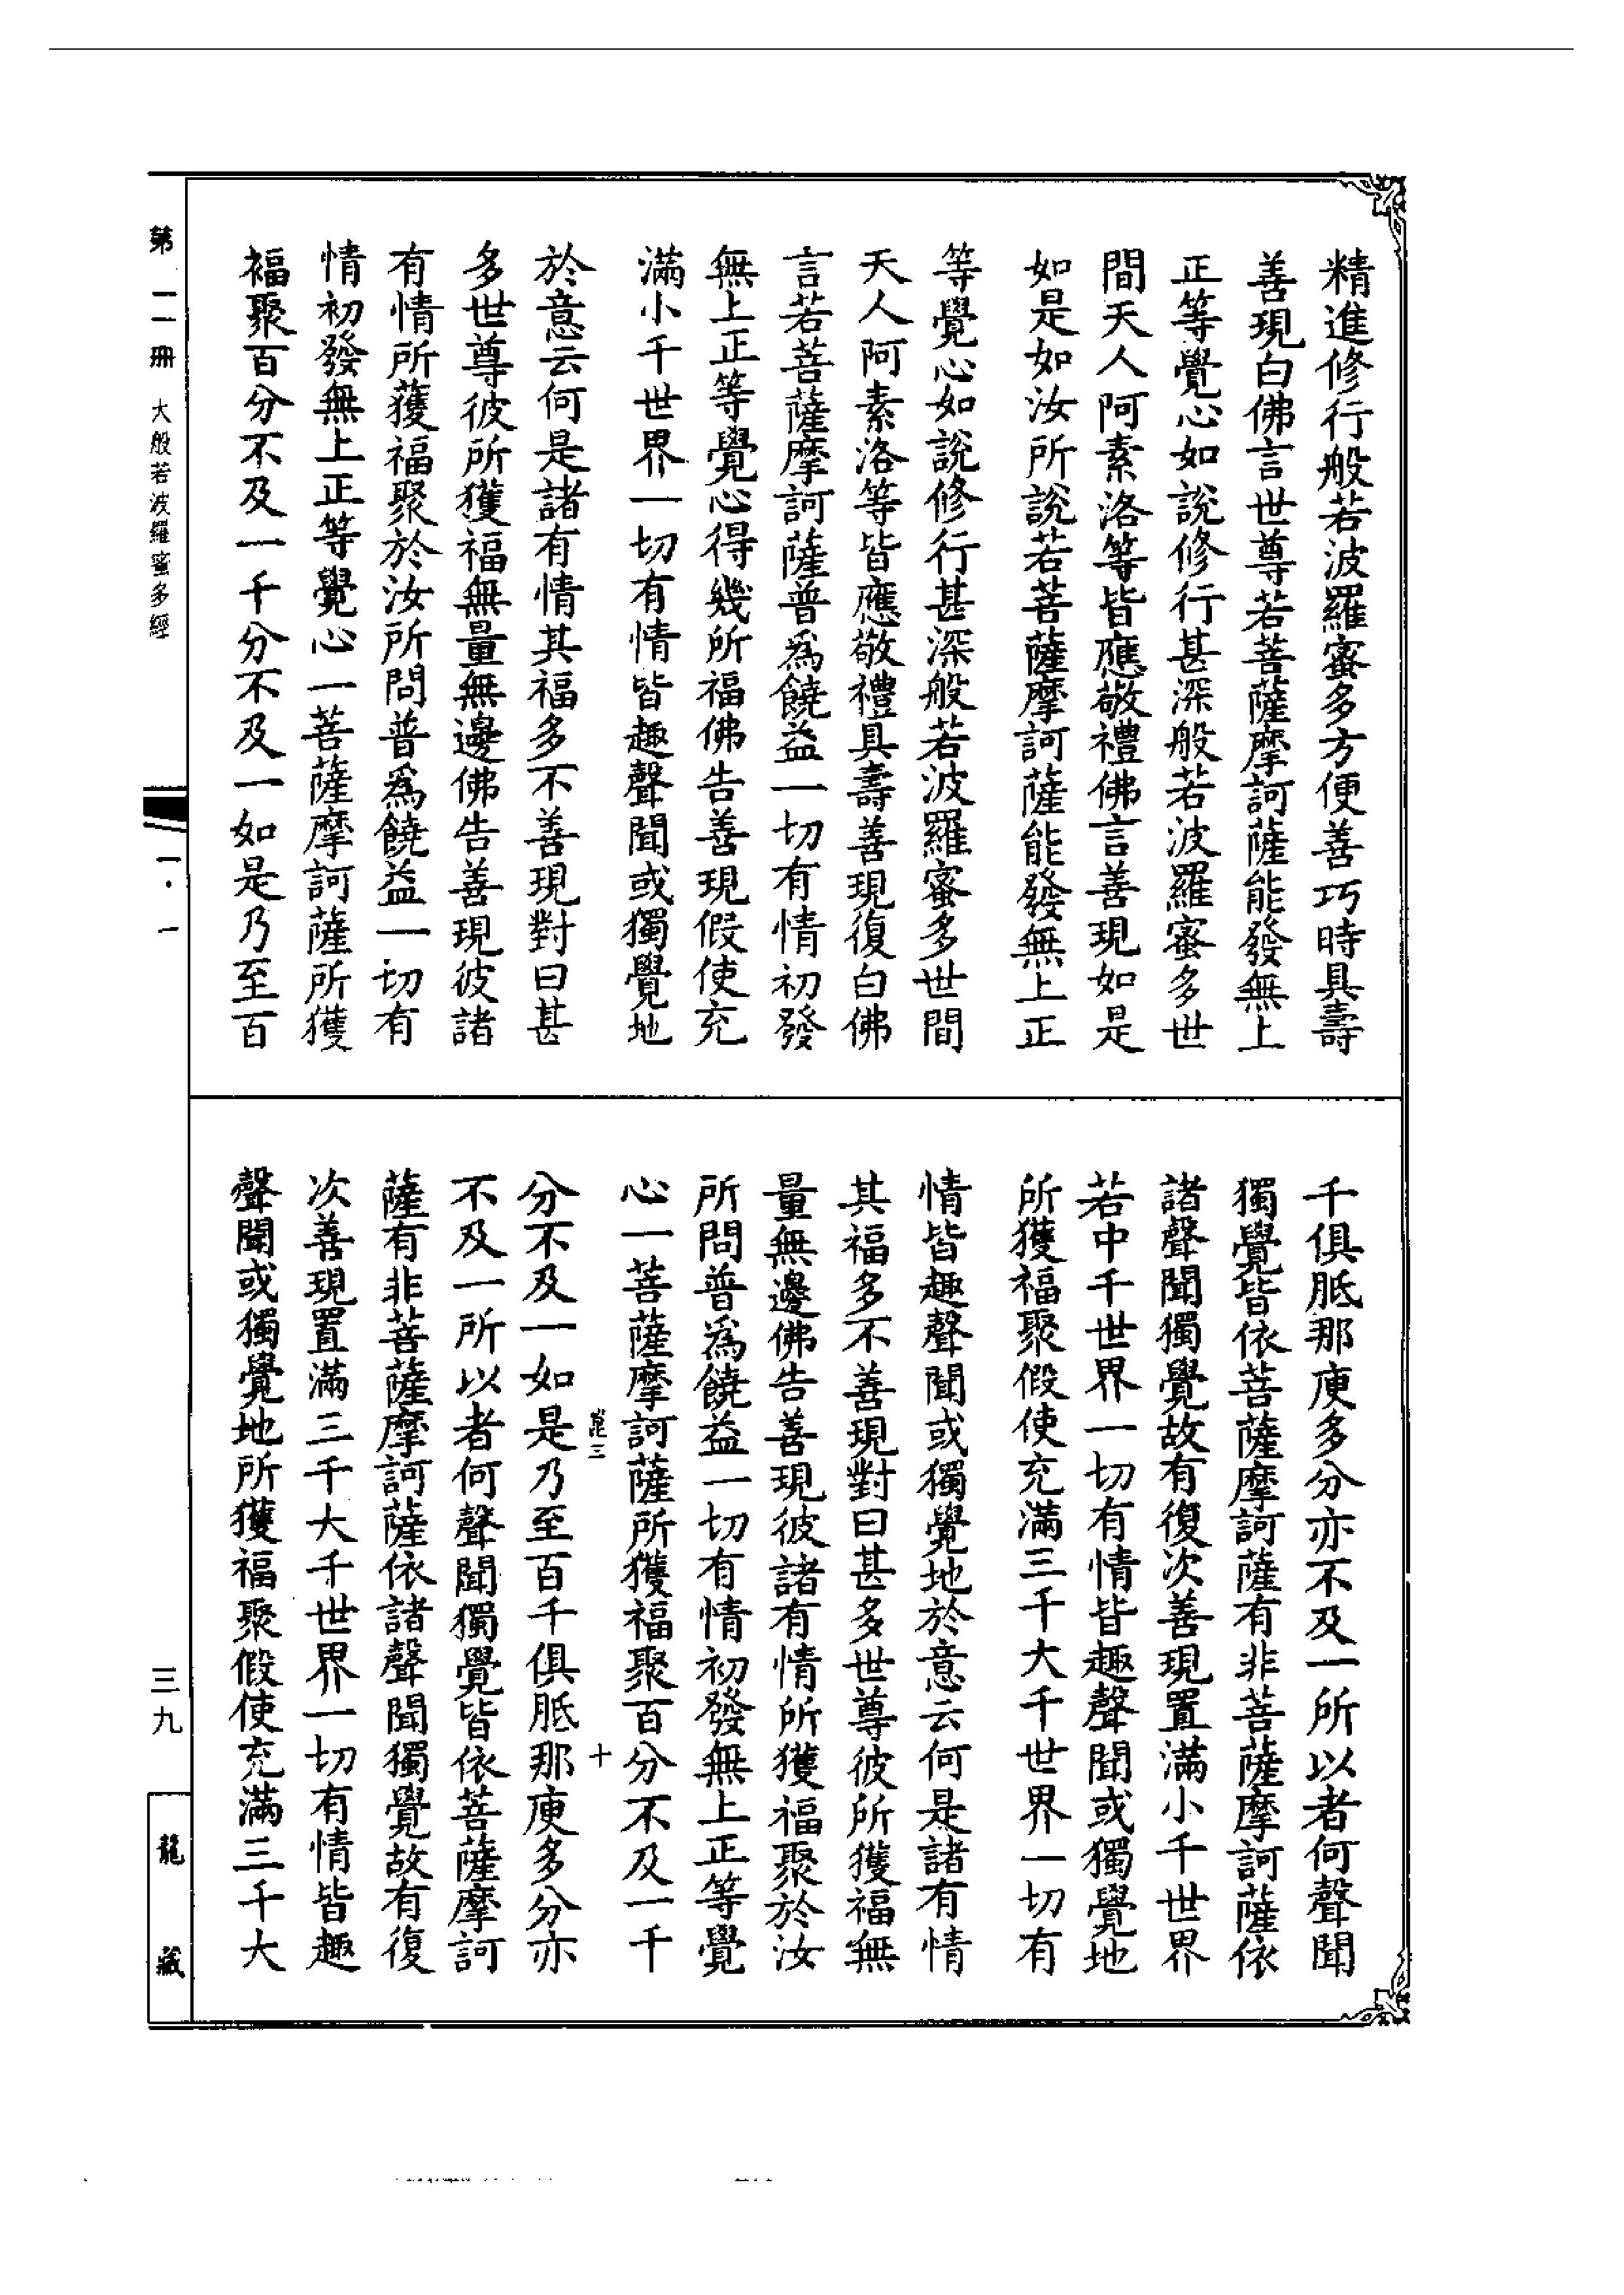 精進修行般若波羅蜜多方便善巧時具壽
善現白佛言世尊若菩薩摩訶薩能發無上
正等覺心如說修行甚深般若波羅蜜多世
間天人阿素洛等皆應敬禮佛言善現如是
如是如汝所說若菩薩摩訶薩能發無上正
等覺心如說修行甚深般若波羅蜜多世間
天人阿素洛等皆應敬禮具壽善現復白佛
言若菩薩摩訶薩普為饒益一切有情初發
無上正等覺心得幾所福佛告善現假使充
滿小千世界一切有情皆趣聲聞或獨覺地
於意云何是諸有情其福多不善現對曰甚
多世尊彼所獲福無量無邊佛告善現彼諸
有情所獲福聚於汝所問普為饒益一切有
情初發無上正等覺心一菩薩摩訶薩所獲
福聚百分不及一千分不及一如是乃至百
千俱胝那庾多分亦不及一所以者何聲聞
獨覺皆依菩薩摩訶薩有非菩薩摩訶薩依
諸聲聞獨覺故有復次善現置滿小千世界
若中千世界一切有情皆趣聲聞或獨覺地
所獲福聚假使充滿三千大千世界一切有
情皆趣聲聞或獨覺地於意云何是諸有情
其福多不善現對曰甚多世尊彼所獲福無
量無邊佛告善現彼諸有情所獲福聚於汝
所問普為饒益一切有情初發無上正等覺
心一菩薩摩訶薩所獲福聚百分不及一千
崑三 十
分不及一如是乃至百千俱胝那庾多分亦
不及一所以者何聲聞獨覺皆依菩薩摩訶
薩有非菩薩摩訶薩依諸聲聞獨覺故有復
次善現置滿三千大千世界一切有情皆趣
聲聞或獨覺地所獲福聚假使充滿三千大
第二冊 大般若波羅蜜多經 一·一 三九 龍藏